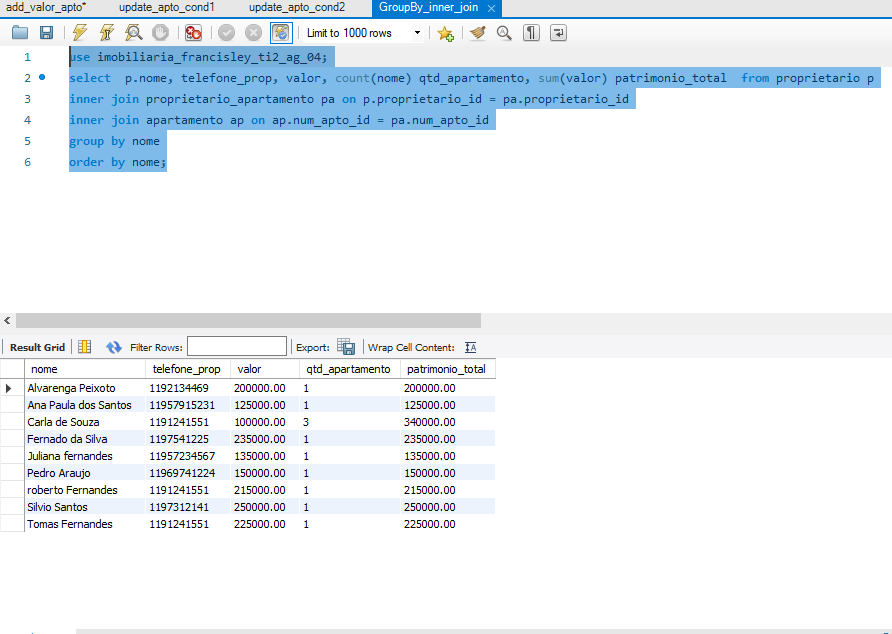 add_valor_apto* update_apto_cond1 update_apto_cond2 GroupBy_inner_join ×
Limit to 1000 rows
1 use imobiliaria_francisley_ti2_ag_04;
2 select p.nome, telefone_prop, valor, count(nome) qtd_apartamento, sum(valor) patrimonio_total from proprietario p
3 inner join proprietario_apartamento pa on p.proprietario_id = pa.proprietario_id
4 inner join apartamento ap on ap.num_apto_id = pa.num_apto_id
5 group by nome
6 order by nome;
Result Grid Filter Rows: Export: Wrap Cell Content:
nome telefone_prop valor qtd_apartamento patrimonio_total
Alvarenga Peixoto 1192134469 200000.00 1 200000.00
Ana Paula dos Santos 11957915231 125000.00 1 125000.00
Carla de Souza 1191241551 100000.00 3 340000.00
Fernado da Silva 1197541225 235000.00 1 235000.00
Juliana fernandes 11957234567 135000.00 1 135000.00
Pedro Araujo 11969741224 150000.00 1 150000.00
roberto Fernandes 1191241551 215000.00 1 215000.00
Silvio Santos 1197312141 250000.00 1 250000.00
Tomas Fernandes 1191241551 225000.00 1 225000.00